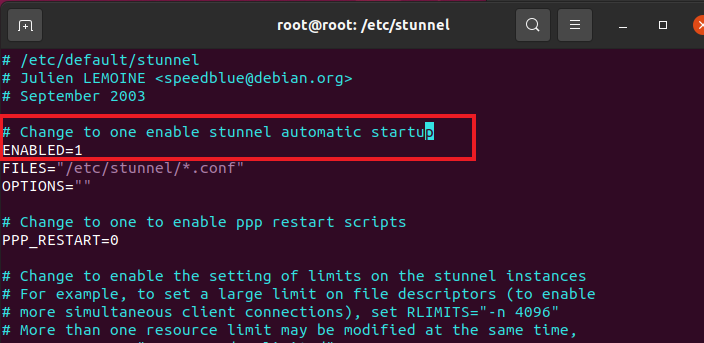 root@root: /etc/stunnel
# /etc/default/stunnel
# Julien LEMOINE <speedblue@debian.org>
# September 2003
# Change to one enable stunnel automatic startup
ENABLED=1
FILES="/etc/stunnel/*.conf"
OPTIONS=""
# Change to one to enable ppp restart scripts
PPP_RESTART=0
# Change to enable the setting of limits on the stunnel instances
# For example, to set a large limit on file descriptors (to enable
# more simultaneous client connections), set RLIMITS="-n 4096"
# More than one resource limit may be modified at the same time,